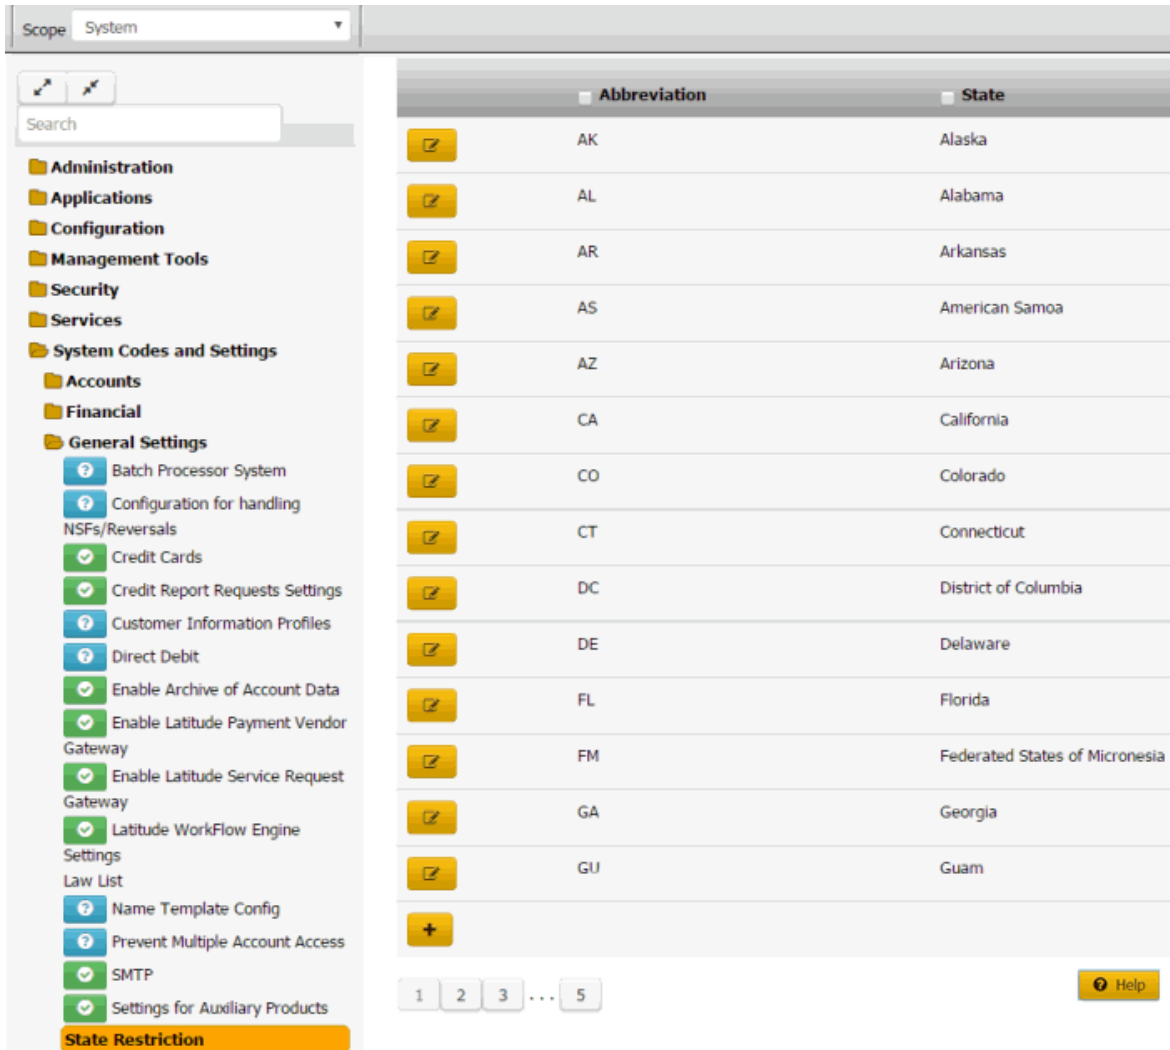 Scope System
Search
Administration
Applications
Configuration
Management Tools
Security
Services
System Codes and Settings
Accounts
Financial
General Settings
Batch Processor System
Configuration for handling
NSFs/Reversals
Credit Cards
Credit Report Requests Settings
Customer Information Profiles
Direct Debit
Enable Archive of Account Data
Enable Latitude Payment Vendor
Gateway
Enable Latitude Service Request
Gateway
Latitude WorkFlow Engine
Settings
Law List
Name Template Config
Prevent Multiple Account Access
SMTP
Settings for Auxiliary Products
State Restriction
Abbreviation State
AK Alaska
AL Alabama
AR Arkansas
AS American Samoa
AZ Arizona
CA California
CO Colorado
CT Connecticut
DC District of Columbia
DE Delaware
FL Florida
FM Federated States of Micronesia
GA Georgia
GU Guam
+
1 2 3 ... 5
Help